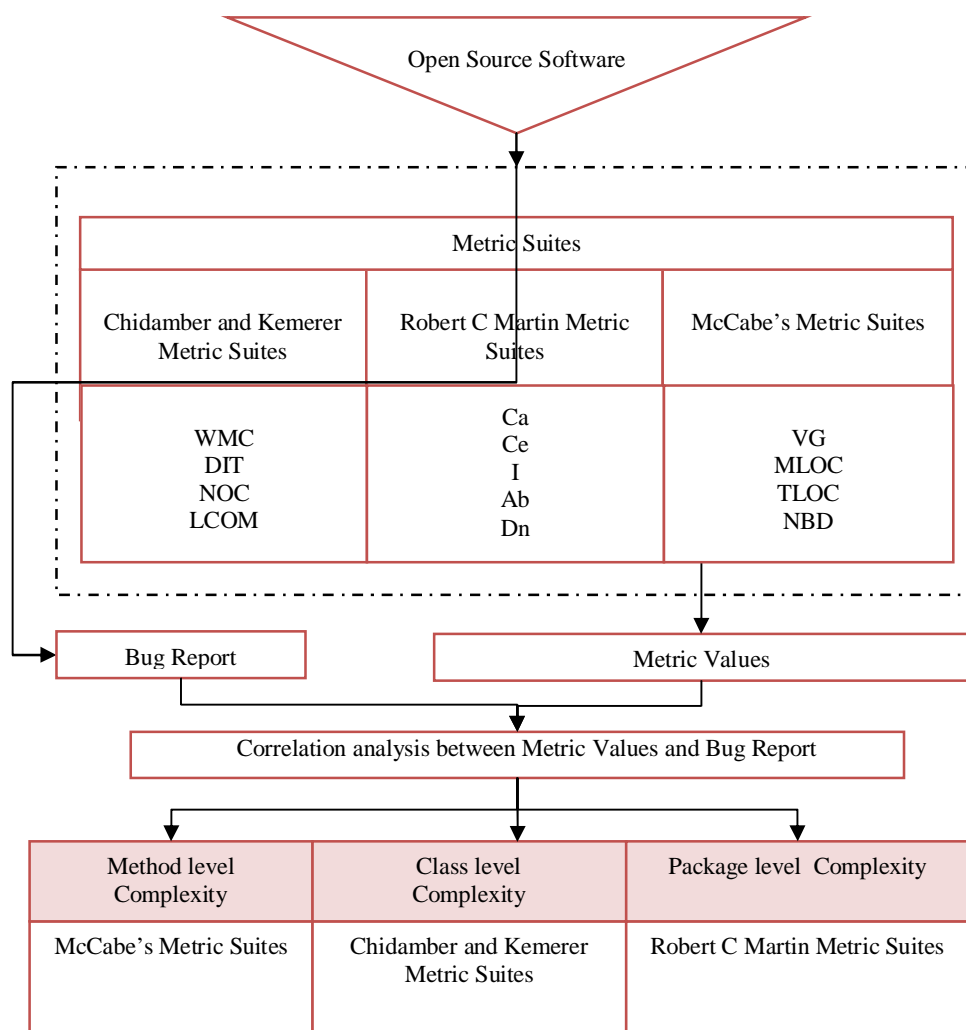 Open Source Software
Metric Suites
Chidamber and Kemerer
Metric Suites
Robert C Martin Metric
Suites
McCabe's Metric Suites
WMC
DIT
NOC
LCOM
Ca
Ce
I
Ab
Dn
VG
MLOC
TLOC
NBD
Bug Report
Metric Values
Correlation analysis between Metric Values and Bug Report
Method level
Complexity
Class level
Complexity
Package level Complexity
McCabe's Metric Suites
Chidamber and Kemerer
Metric Suites
Robert C Martin Metric Suites